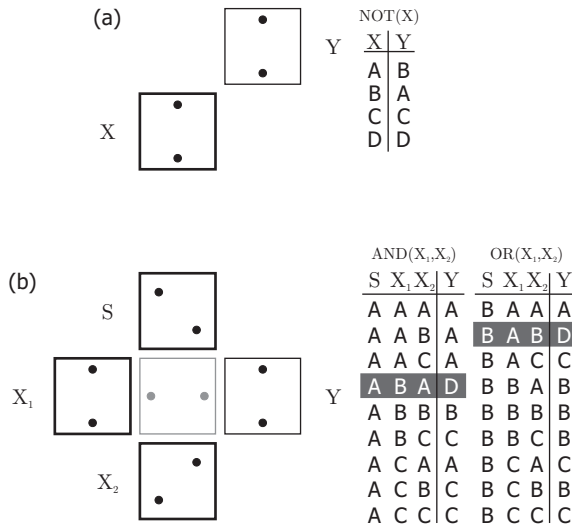 (a)
NOT(X)
X Y
A B
B A
C C
D D
Y
X
(b)
S
X₁
X₂
Y
AND(X₁,X₂)
S X₁ X₂ Y
A A A A
A A B A
A A C A
A B A D
A B B B
A B C C
A C A A
A C B C
A C C C
OR(X₁,X₂)
S X₁ X₂ Y
B A A A
B A B D
B A C C
B B A B
B B B B
B B C B
B C A C
B C B B
B C C C